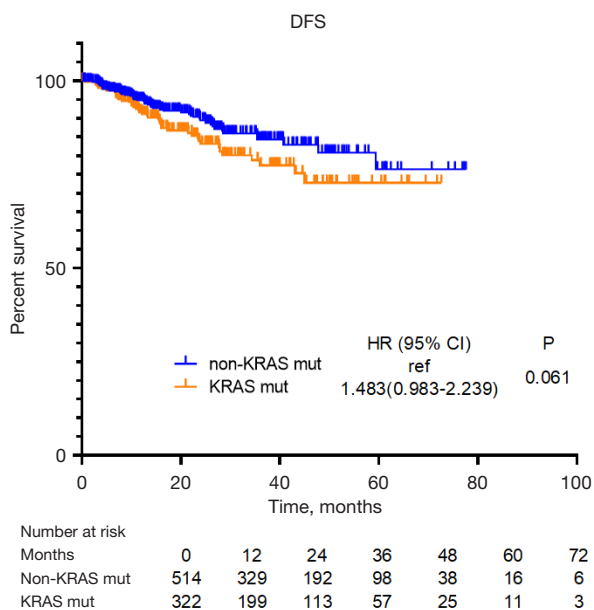 DFS
100
50
0
Percent survival
0 20 40 60 80 100
Time, months
HR (95% CI) P
non-KRAS mut ref
KRAS mut 1.483(0.983-2.239) 0.061
Number at risk
Months 0 12 24 36 48 60 72
Non-KRAS mut 514 329 192 98 38 16 6
KRAS mut 322 199 113 57 25 11 3